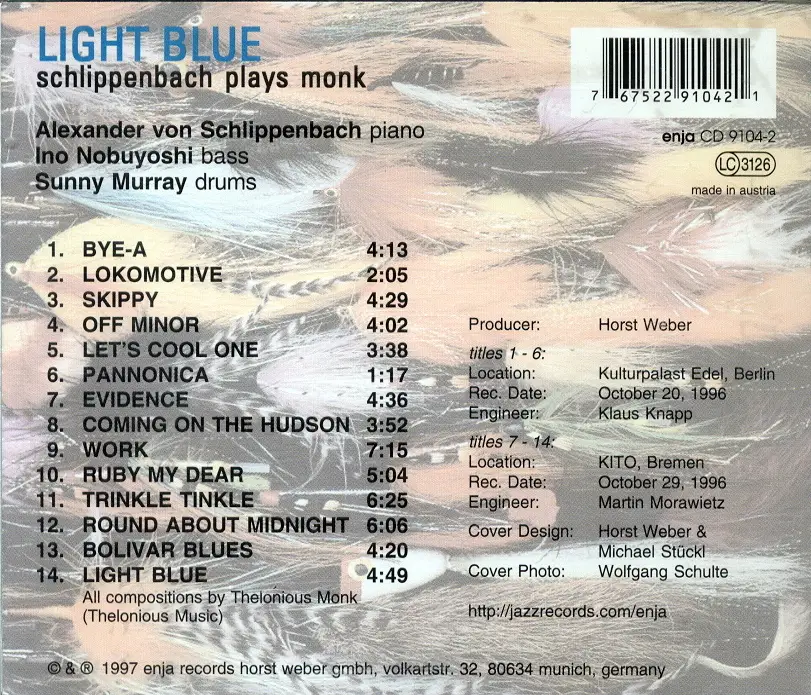 LIGHT BLUE
schlippenbach plays monk
Alexander von Schlippenbach piano
Ino Nobuyoshi bass
Sunny Murray drums
7 67522 91042 1
enja CD 9104-2
LC 3126
made in austria
1. BYE-A 4:13
2. LOKOMOTIVE 2:05
3. SKIPPY 4:29
4. OFF MINOR 4:02
5. LET'S COOL ONE 3:38
6. PANNONICA 1:17
7. EVIDENCE 4:36
8. COMING ON THE HUDSON 3:52
9. WORK 7:15
10. RUBY MY DEAR 5:04
11. TRINKLE TINKLE 6:25
12. ROUND ABOUT MIDNIGHT 6:06
13. BOLIVAR BLUES 4:20
14. LIGHT BLUE 4:49
All compositions by Thelonious Monk
(Thelonious Music)
Producer: Horst Weber
titles 1 - 6:
Location: Kulturpalast Edel, Berlin
Rec. Date: October 20, 1996
Engineer: Klaus Knapp
titles 7 - 14:
Location: KITO, Bremen
Rec. Date: October 29, 1996
Engineer: Martin Morawietz
Cover Design: Horst Weber &
Michael Stückl
Cover Photo: Wolfgang Schulte
http://jazzrecords.com/enja
© & ® 1997 enja records horst weber gmbh, volkartstr. 32, 80634 munich, germany